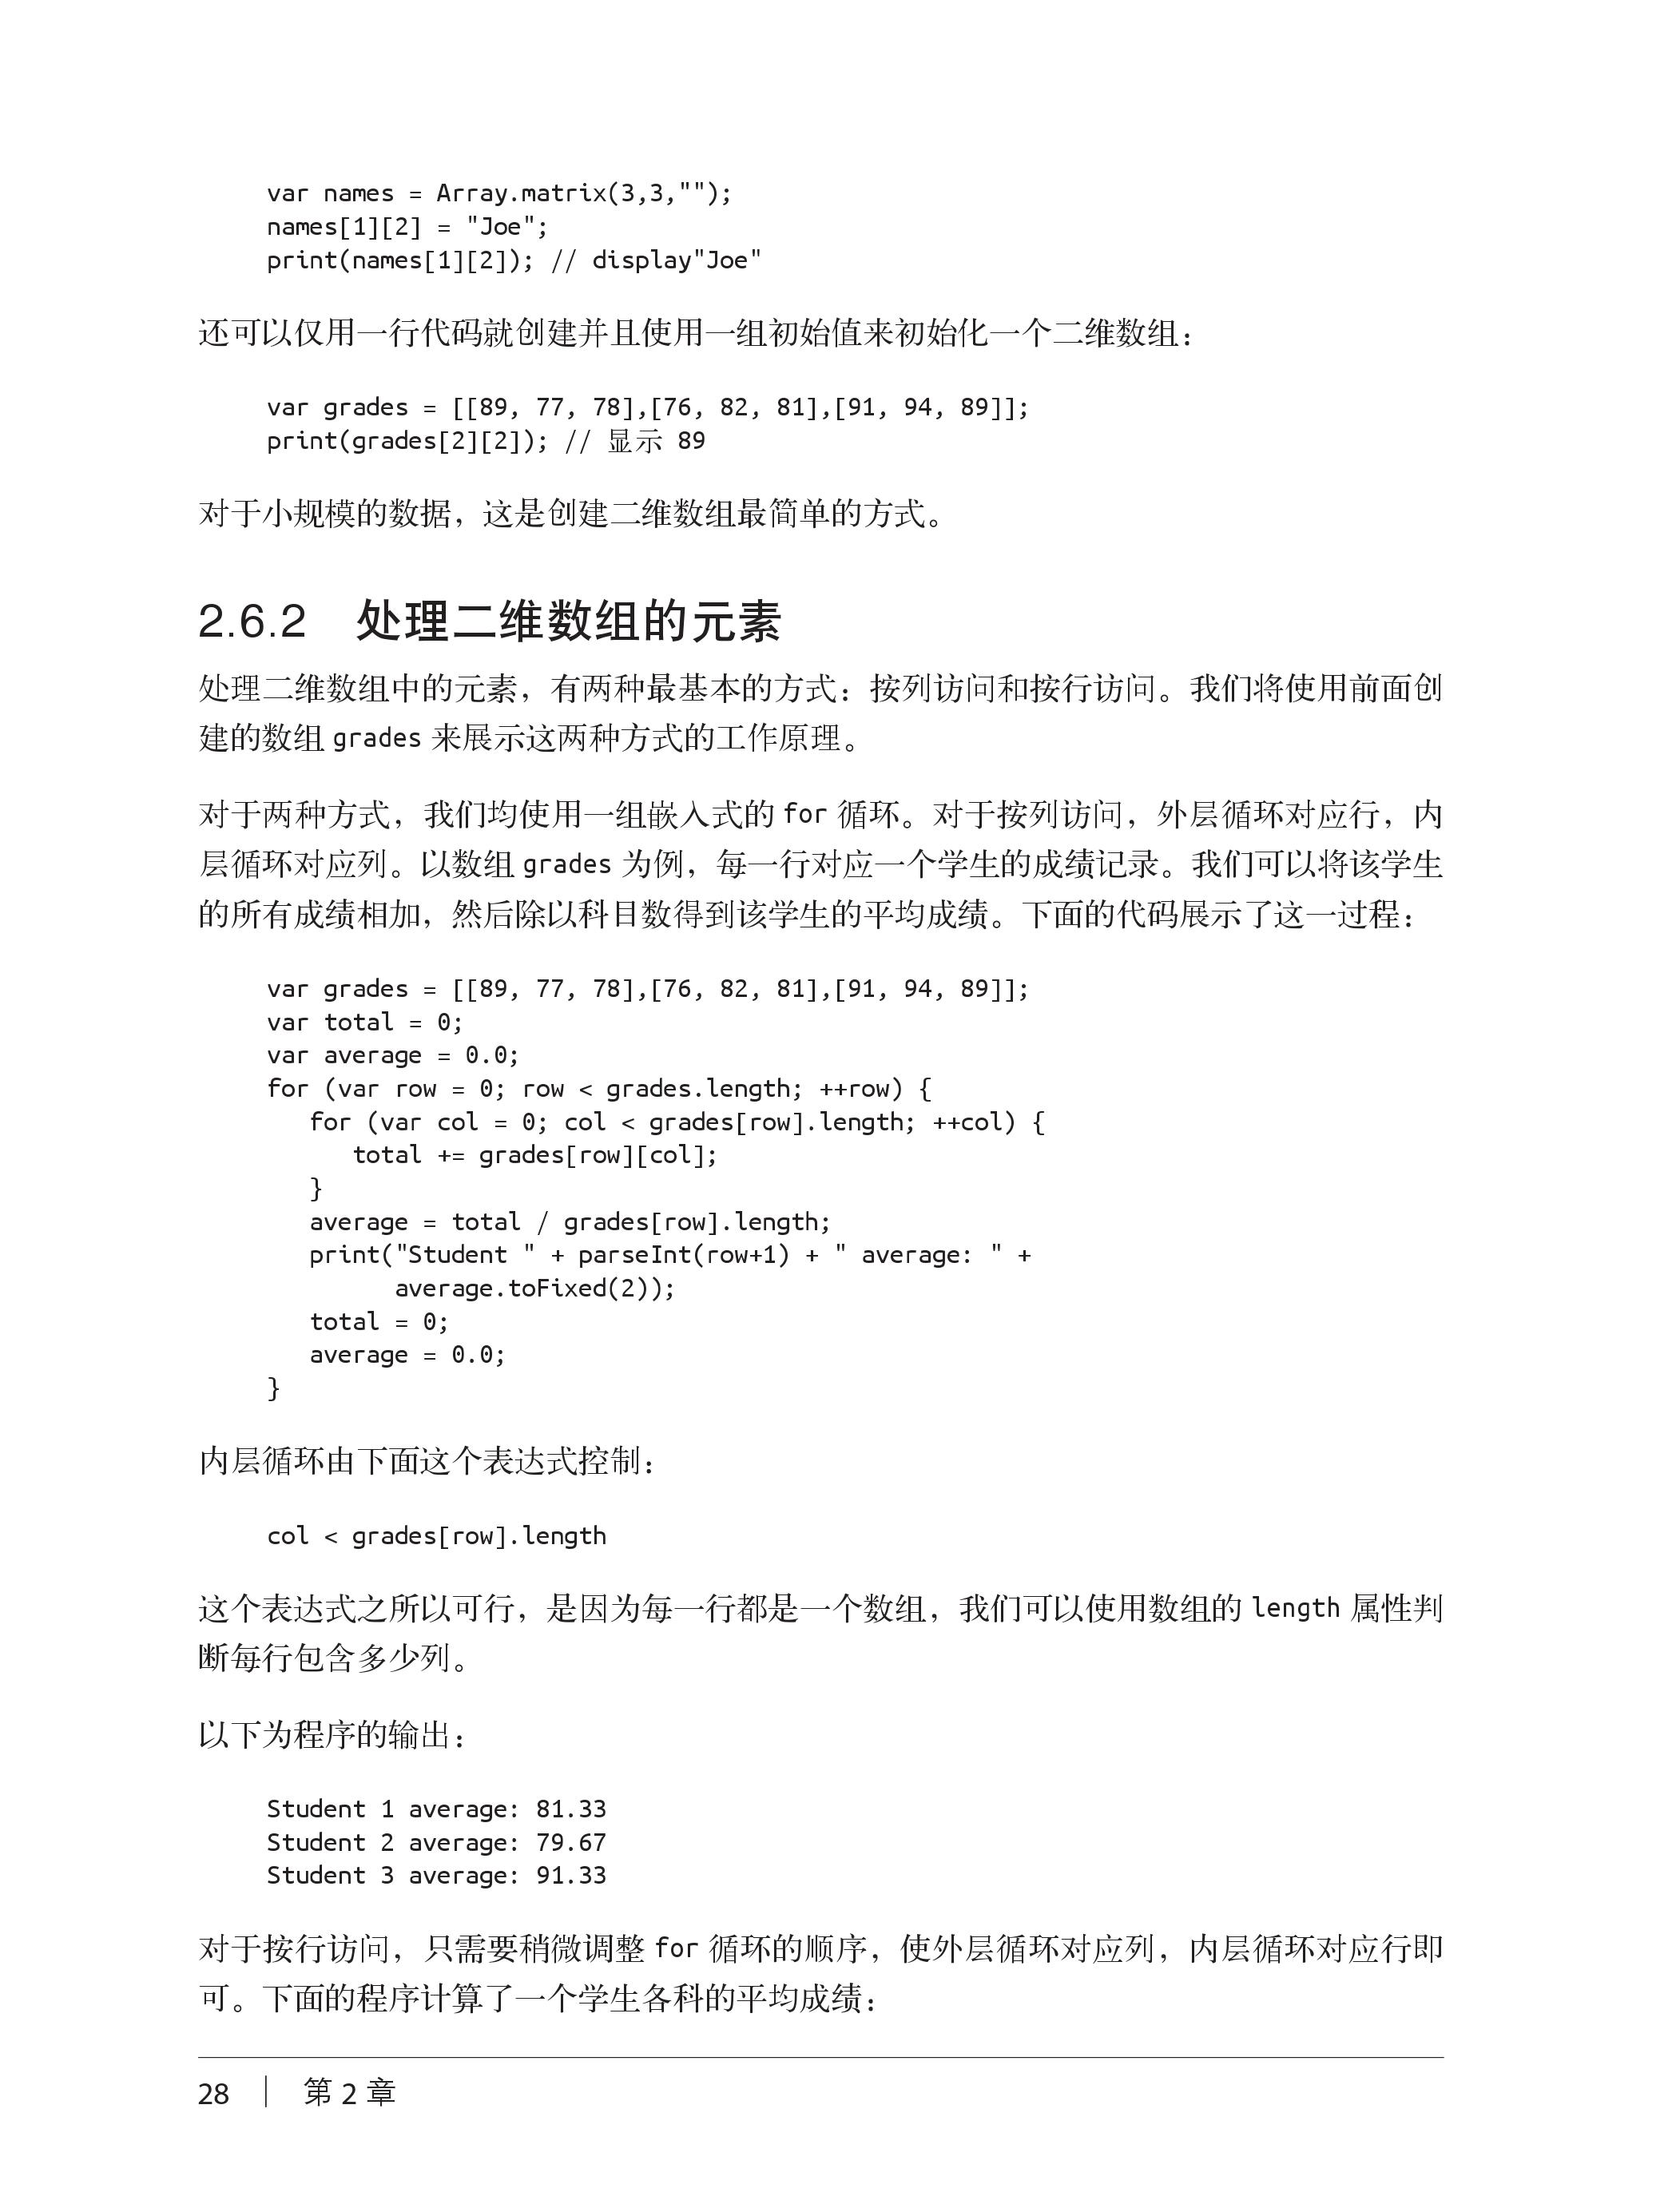 var names = Array.matrix(3,3,"");
names[1][2] = "Joe";
print(names[1][2]); // display"Joe"
还可以仅用一行代码就创建并且使用一组初始值来初始化一个二维数组：
var grades = [[89, 77, 78],[76, 82, 81],[91, 94, 89]];
print(grades[2][2]); // 显示 89
对于小规模的数据，这是创建二维数组最简单的方式。
2.6.2 处理二维数组的元素
处理二维数组中的元素，有两种最基本的方式：按列访问和按行访问。我们将使用前面创
建的数组 grades 来展示这两种方式的工作原理。
对于两种方式，我们均使用一组嵌入式的 for 循环。对于按列访问，外层循环对应行，内
层循环对应列。以数组 grades 为例，每一行对应一个学生的成绩记录。我们可以将该学生
的所有成绩相加，然后除以科目数得到该学生的平均成绩。下面的代码展示了这一过程：
var grades = [[89, 77, 78],[76, 82, 81],[91, 94, 89]];
var total = 0;
var average = 0.0;
for (var row = 0; row < grades.length; ++row) {
   for (var col = 0; col < grades[row].length; ++col) {
      total += grades[row][col];
   }
   average = total / grades[row].length;
   print("Student " + parseInt(row+1) + " average: " +
         average.toFixed(2));
   total = 0;
   average = 0.0;
}
内层循环由下面这个表达式控制：
col < grades[row].length
这个表达式之所以可行，是因为每一行都是一个数组，我们可以使用数组的 length 属性判
断每行包含多少列。
以下为程序的输出：
Student 1 average: 81.33
Student 2 average: 79.67
Student 3 average: 91.33
对于按行访问，只需要稍微调整 for 循环的顺序，使外层循环对应列，内层循环对应行即
可。下面的程序计算了一个学生各科的平均成绩：
28 | 第 2 章